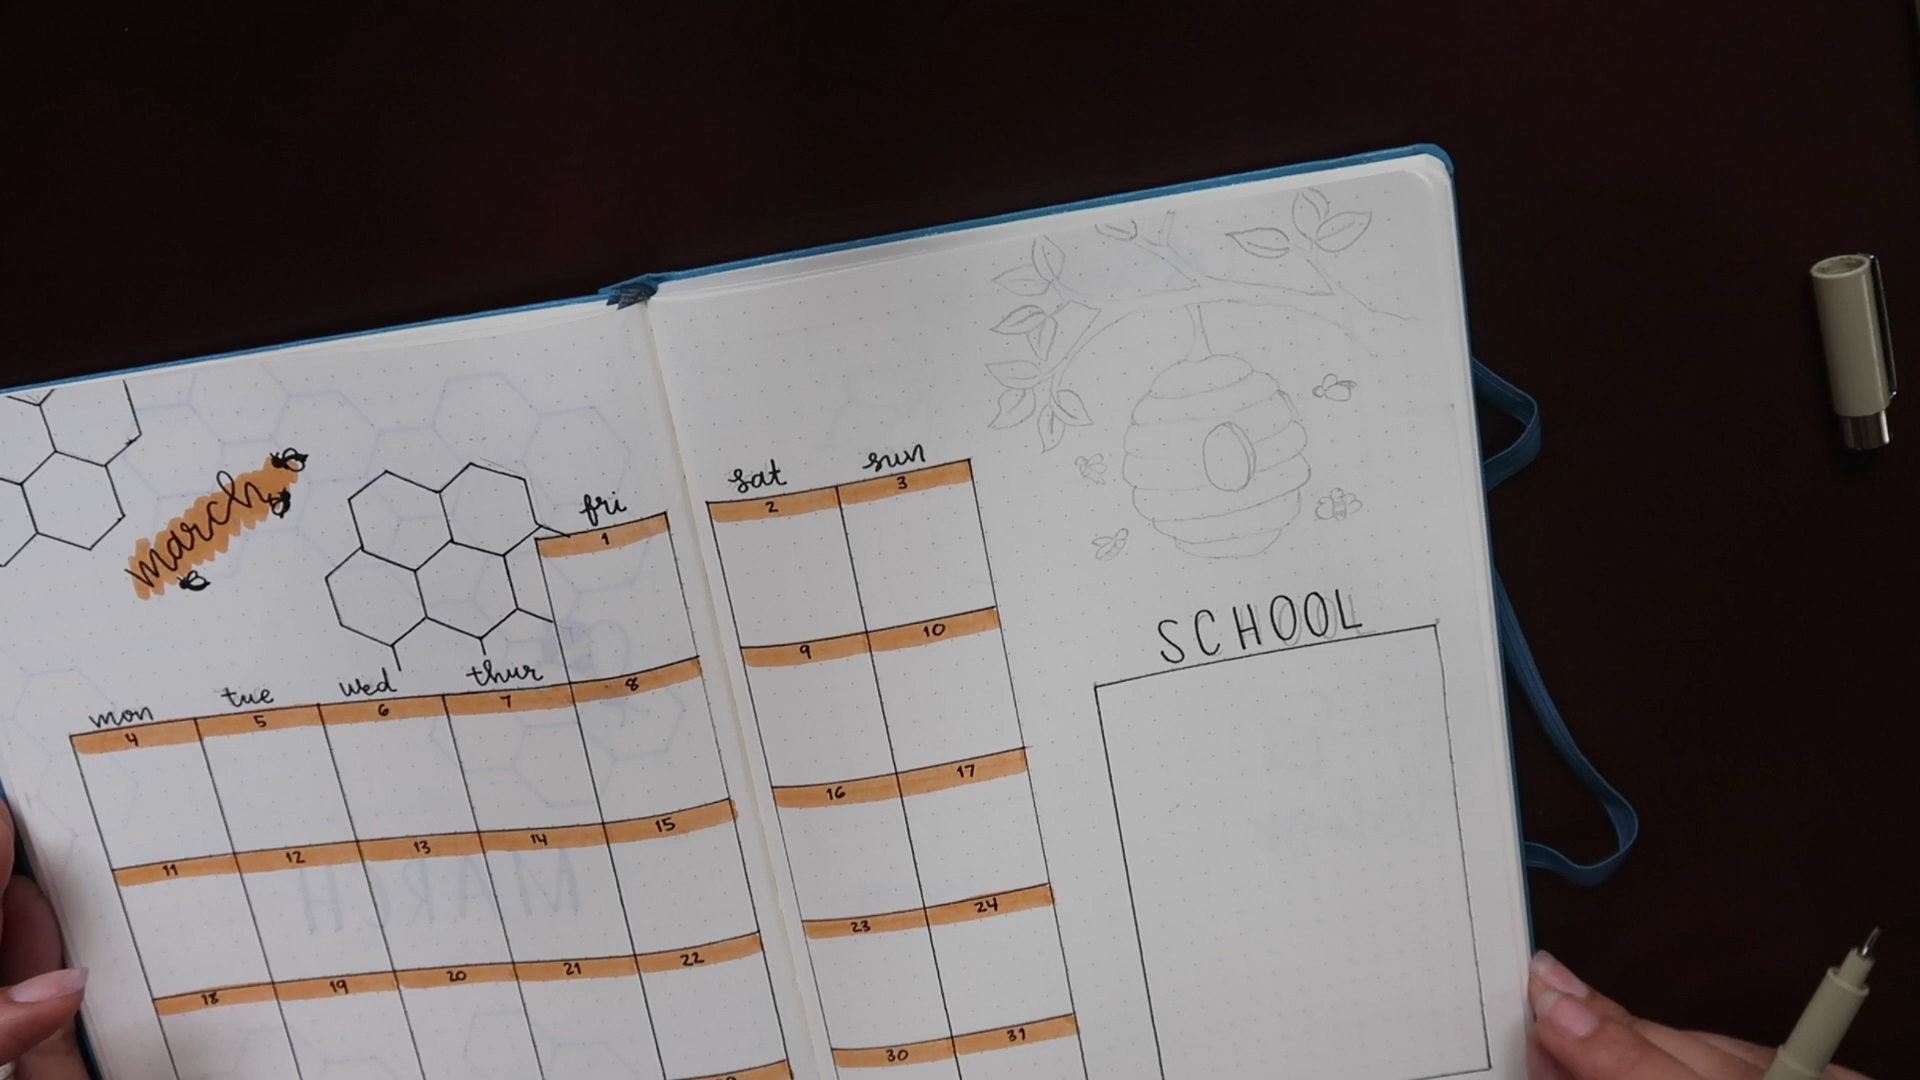 march
fri
sat sun
1
2 3
mon tue wed thur
4 5 6 7 8
9 10
SCHOOL
11 12 13 14 15
16 17
18 19 20 21 22
23 24
30 31
MARCH